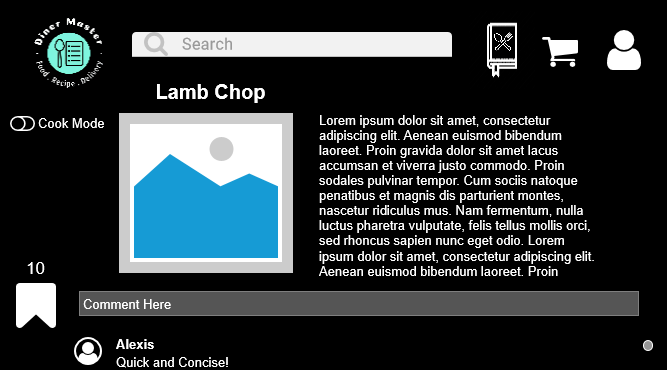 Diner Master
Food . Recipe . Delivery
Search
Lamb Chop
Cook Mode
Lorem ipsum dolor sit amet, consectetur
adipiscing elit. Aenean euismod bibendum
laoreet. Proin gravida dolor sit amet lacus
accumsan et viverra justo commodo. Proin
sodales pulvinar tempor. Cum sociis natoque
penatibus et magnis dis parturient montes,
nascetur ridiculus mus. Nam fermentum, nulla
luctus pharetra vulputate, felis tellus mollis orci,
sed rhoncus sapien nunc eget odio. Lorem
ipsum dolor sit amet, consectetur adipiscing elit.
Aenean euismod bibendum laoreet. Proin
10
Comment Here
Alexis
Quick and Concise!